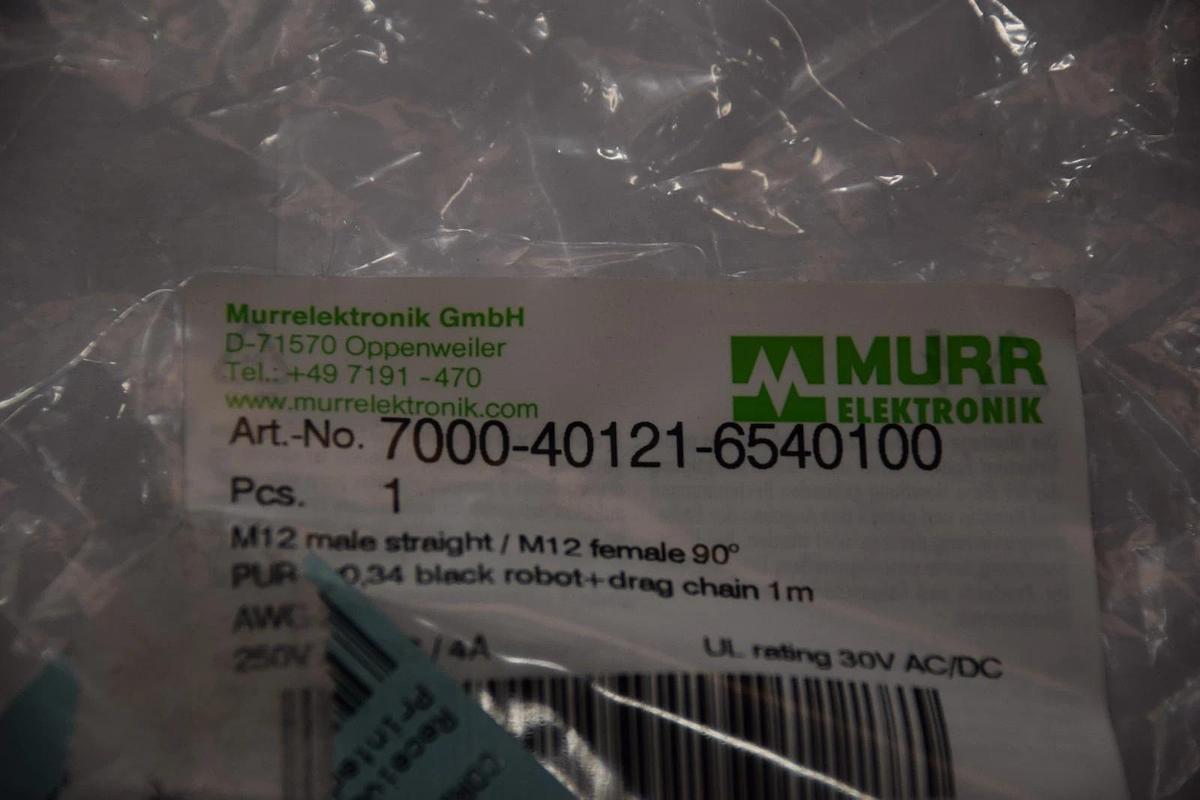 Murrelektronik GmbH
D-71570 Oppenweiler
Tel.: +49 7191 -470
www.murrelektronik.com
MURR
ELEKTRONIK
Art.-No. 7000-40121-6540100
Pcs. 1
M12 male straight / M12 female 90°
PUR 0,34 black robot+drag chain 1m
250V / 4A UL rating 30V AC/DC